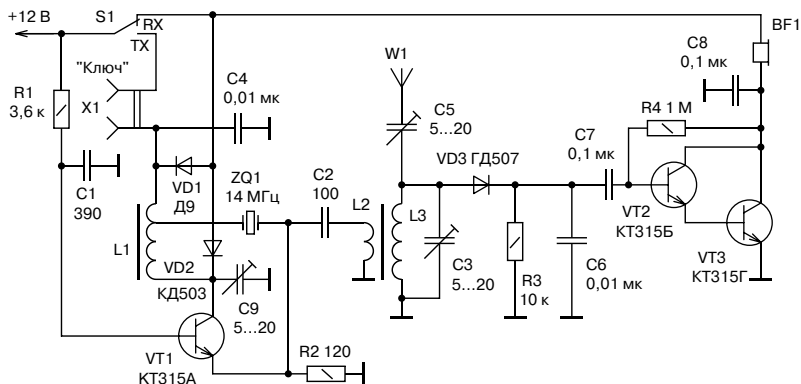 +12 В
S1
RX
TX
BF1
"Ключ"
X1
R1
3,6 к
C4
0,01 мк
W1
C8
0,1 мк
C5
5...20
R4 1 М
C7
0,1 мк
VD3 ГД507
C1
390
VD1
Д9
ZQ1
14 МГц
C2
100
L2
L3
VT2
КТ315Б
L1
VD2
КД503
C9
5...20
C3
5...20
R3
10 к
C6
0,01 мк
VT3
КТ315Г
VT1
КТ315А
R2 120